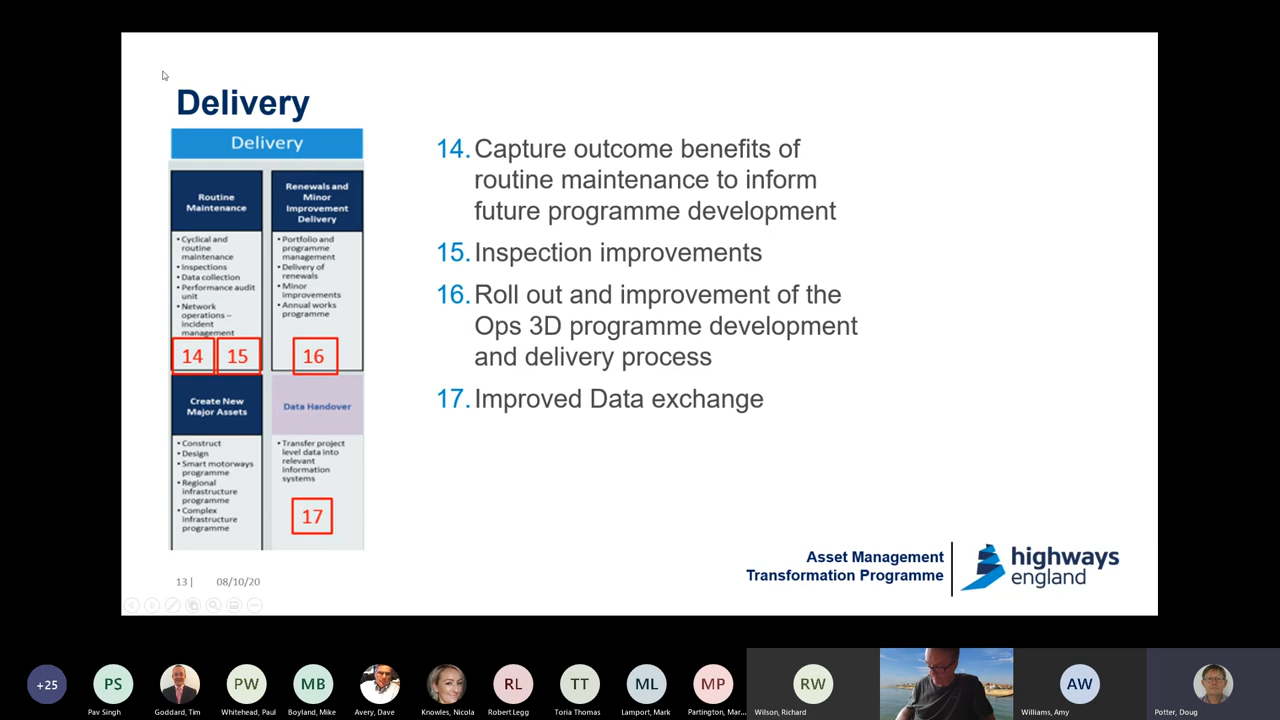 Delivery
Delivery
Routine
Maintenance
• Cyclical and
routine
maintenance
• Inspections
• Data collection
• Performance audit
unit
• Network
operations –
incident
management
14
15
Renewals and
Minor
Improvement
Delivery
• Portfolio and
programme
management
• Delivery of
renewals
• Minor
improvements
• Annual works
programme
16
Create New
Major Assets
• Construct
• Design
• Smart motorways
programme
• Regional
infrastructure
programme
• Complex
infrastructure
programme
Data Handover
• Transfer project
level data into
relevant
information
systems
17
14. Capture outcome benefits of
routine maintenance to inform
future programme development
15. Inspection improvements
16. Roll out and improvement of the
Ops 3D programme development
and delivery process
17. Improved Data exchange
13 | 08/10/20
Asset Management
Transformation Programme
highways
england
+25
PS
PW
MB
RL
TT
ML
MP
RW
AW
Pav Singh
Goddard, Tim
Whitehead, Paul
Boyland, Mike
Avery, Dave
Knowles, Nicola
Robert Legg
Toria Thomas
Lamport, Mark
Partington, Mar...
Wilson, Richard
Williams, Amy
Potter, Doug